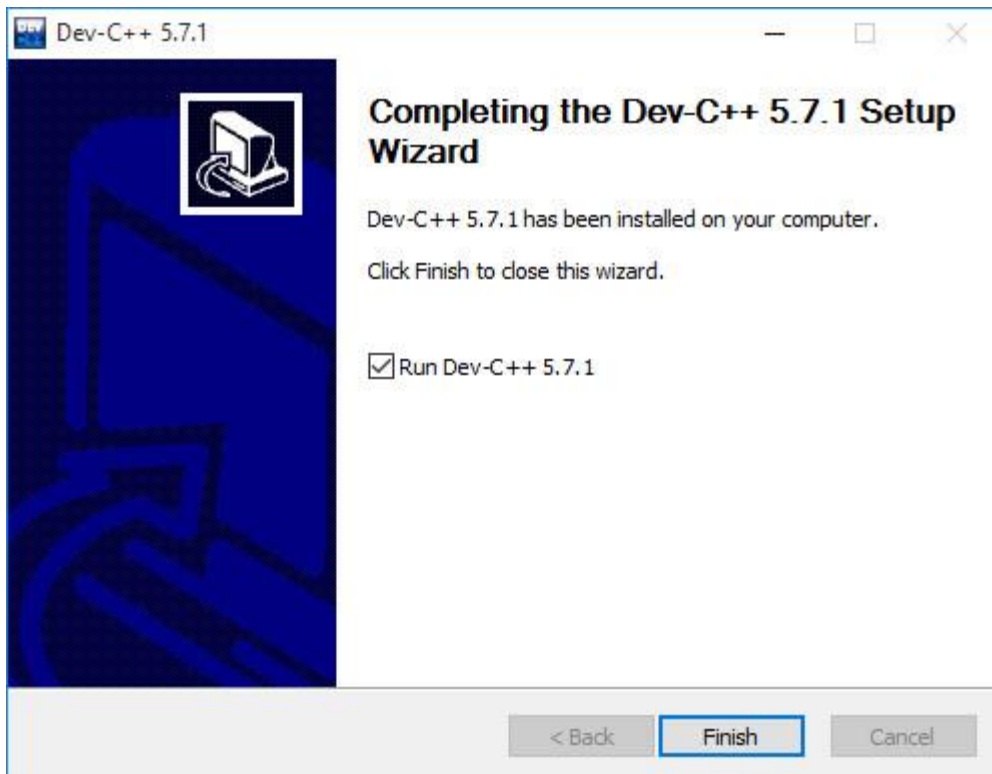 Dev-C++ 5.7.1
Completing the Dev-C++ 5.7.1 Setup
Wizard
Dev-C++ 5.7.1 has been installed on your computer.
Click Finish to close this wizard.
Run Dev-C++ 5.7.1
< Back
Finish
Cancel